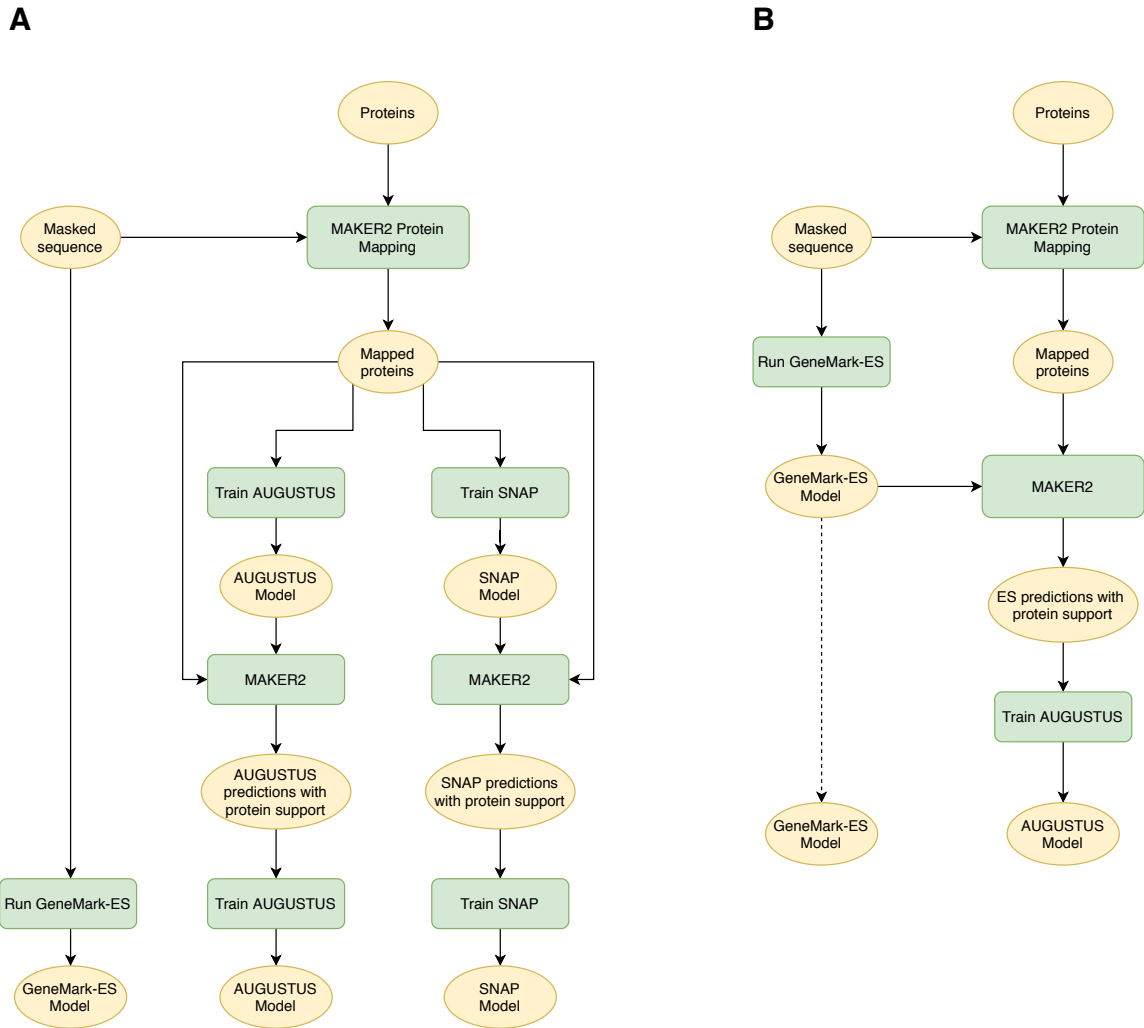 A
Proteins
Masked
sequence
MAKER2 Protein
Mapping
Mapped
proteins
Train AUGUSTUS
Train SNAP
AUGUSTUS
Model
SNAP
Model
MAKER2
MAKER2
AUGUSTUS
predictions with
protein support
SNAP predictions
with protein support
Run GeneMark-ES
Train AUGUSTUS
Train SNAP
GeneMark-ES
Model
AUGUSTUS
Model
SNAP
Model
B
Proteins
Masked
sequence
MAKER2 Protein
Mapping
Run GeneMark-ES
Mapped
proteins
GeneMark-ES
Model
MAKER2
ES predictions with
protein support
Train AUGUSTUS
GeneMark-ES
Model
AUGUSTUS
Model